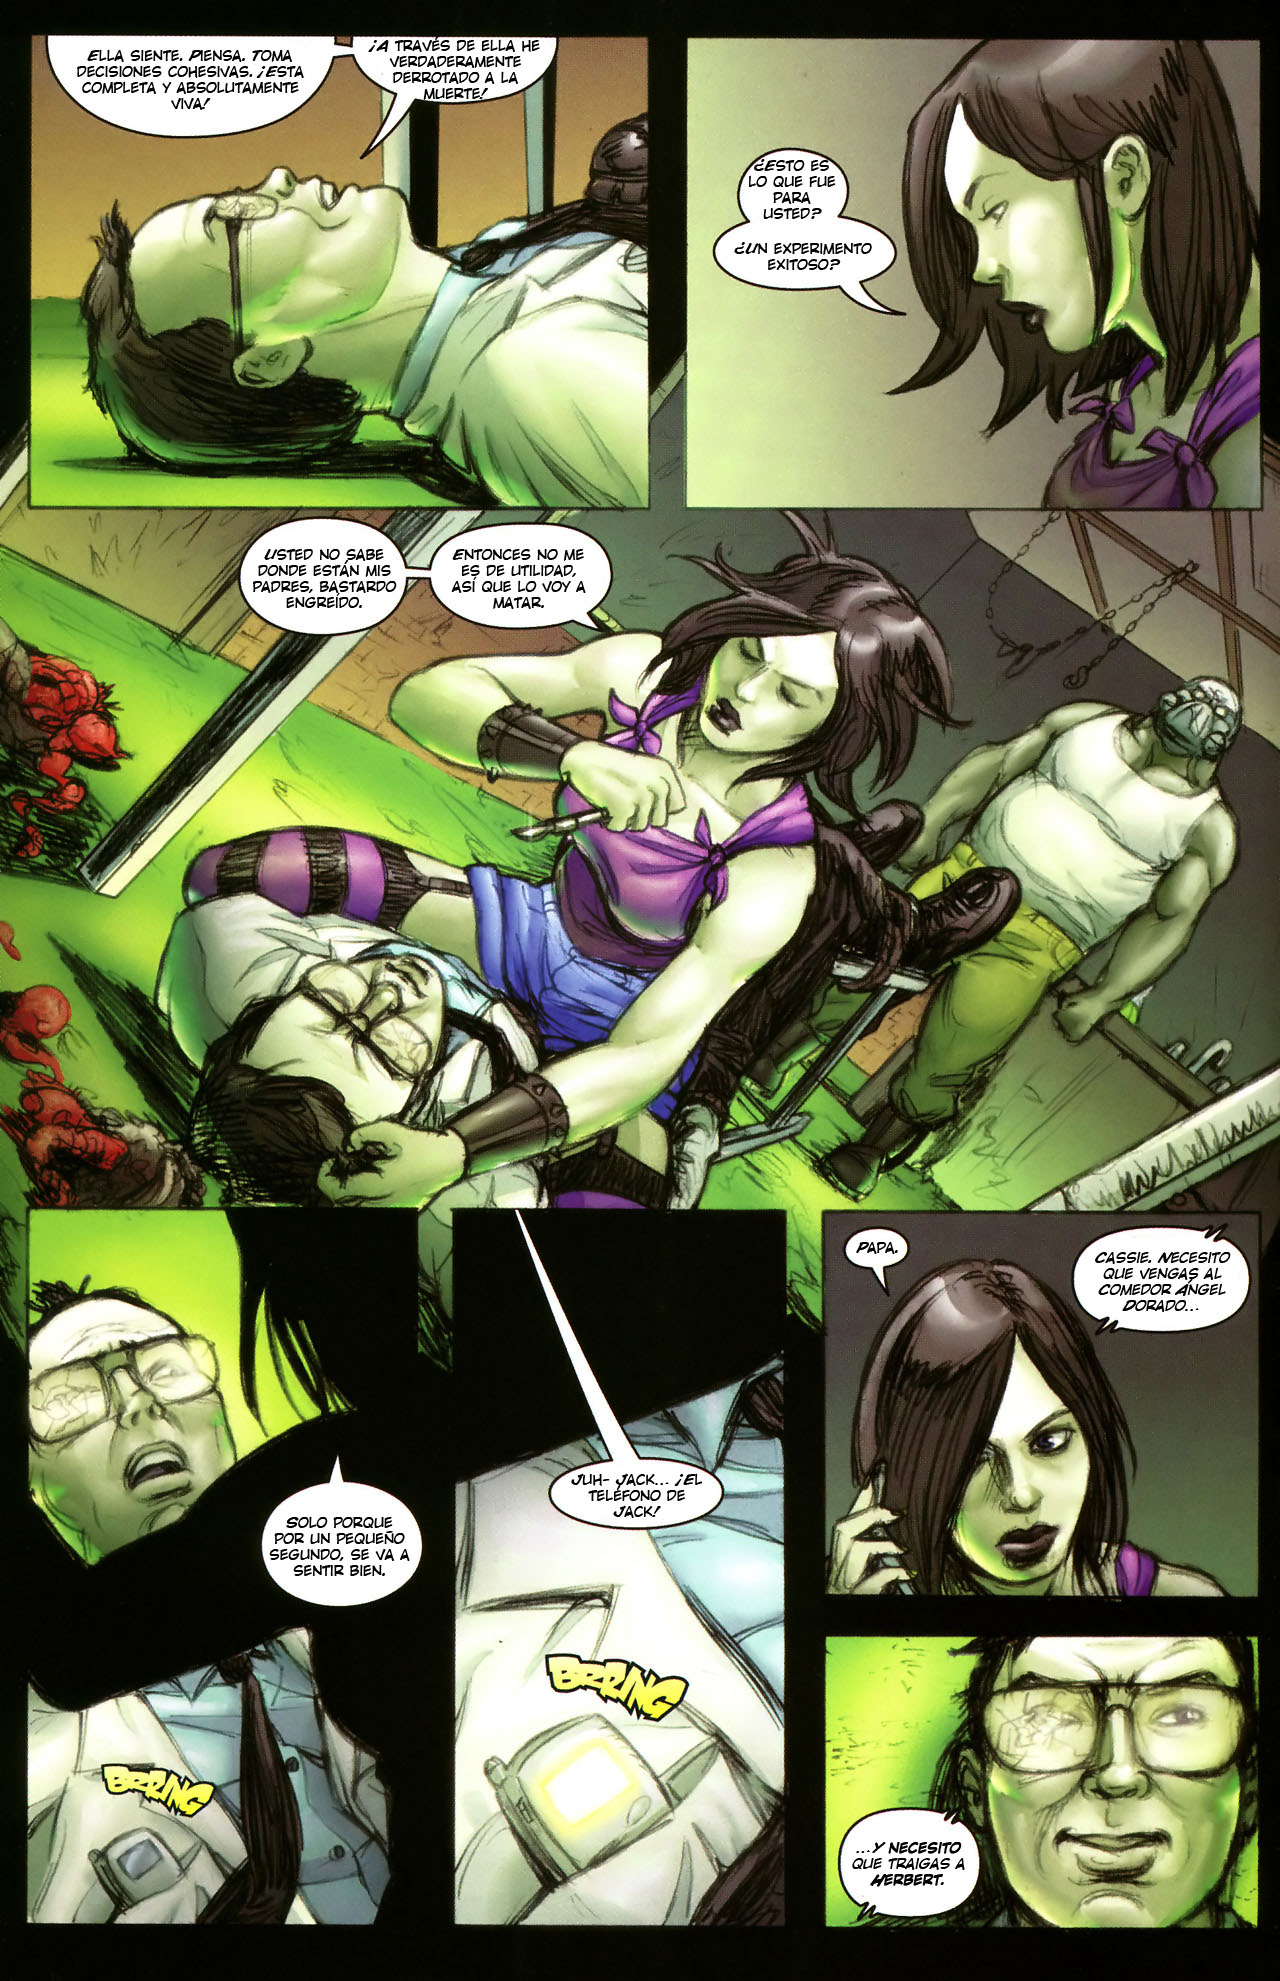 ELLA SIENTE. PIENSA. TOMA
DECISIONES COHESIVAS. ¡ESTA
COMPLETA Y ABSOLUTAMENTE
VIVA!
¡A TRAVÉS DE ELLA HE
VERDADERAMENTE
DERROTADO A LA
MUERTE!
¿ESTO ES
LO QUE FUE
PARA
USTED?
¿UN EXPERIMENTO
EXITOSO?
USTED NO SABE
DONDE ESTÁN MIS
PADRES, BASTARDO
ENGREÍDO.
ENTONCES NO ME
ES DE UTILIDAD,
ASÍ QUE LO VOY A
MATAR.
SOLO PORQUE
POR UN PEQUEÑO
SEGUNDO, SE VA A
SENTIR BIEN.
BRRING
JUH- JACK... ¡EL
TELÉFONO DE
JACK!
BRRING
PAPA.
CASSIE. NECESITO
QUE VENGAS AL
COMEDOR ÁNGEL
DORADO...
...Y NECESITO
QUE TRAIGAS A
HERBERT.